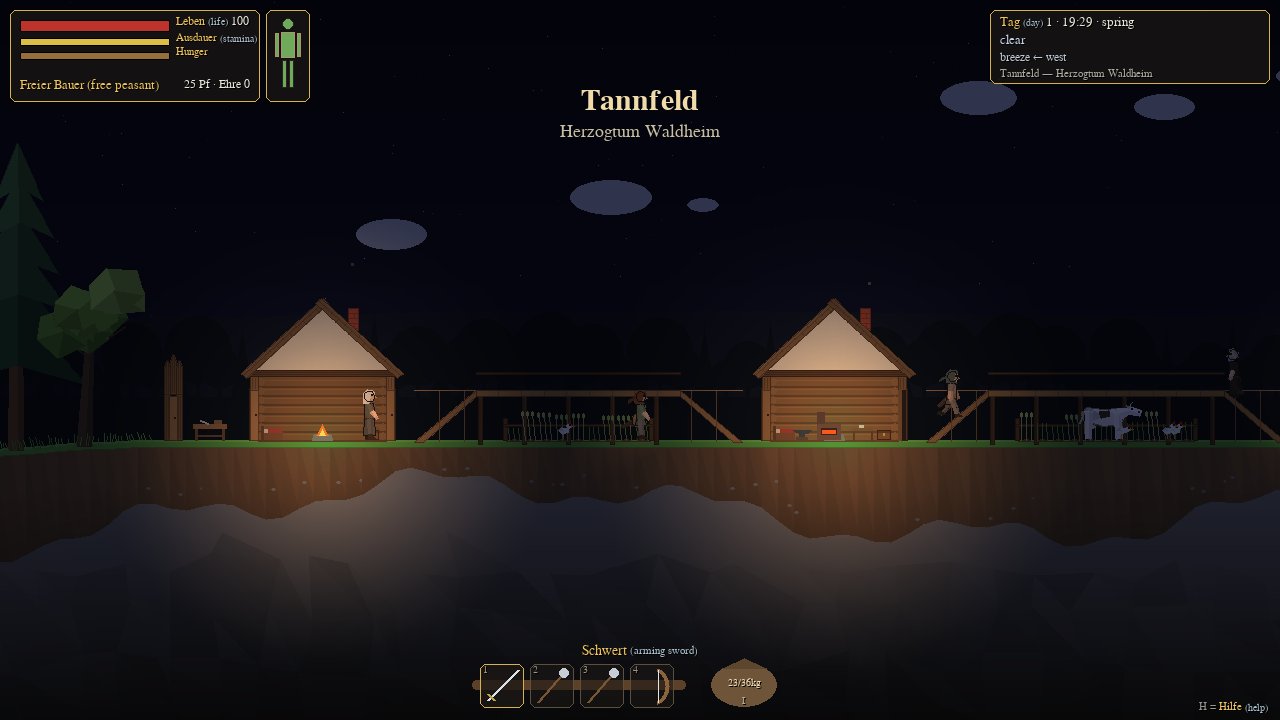 Leben (life) 100
Ausdauer (stamina)
Hunger
Freier Bauer (free peasant) 25 Pf · Ehre 0
Tag (day) 1 · 19:29 · spring
clear
breeze ← west
Tannfeld — Herzogtum Waldheim
Tannfeld
Herzogtum Waldheim
Schwert (arming sword)
1 2 3 4
23/36kg
I
H = Hilfe (help)